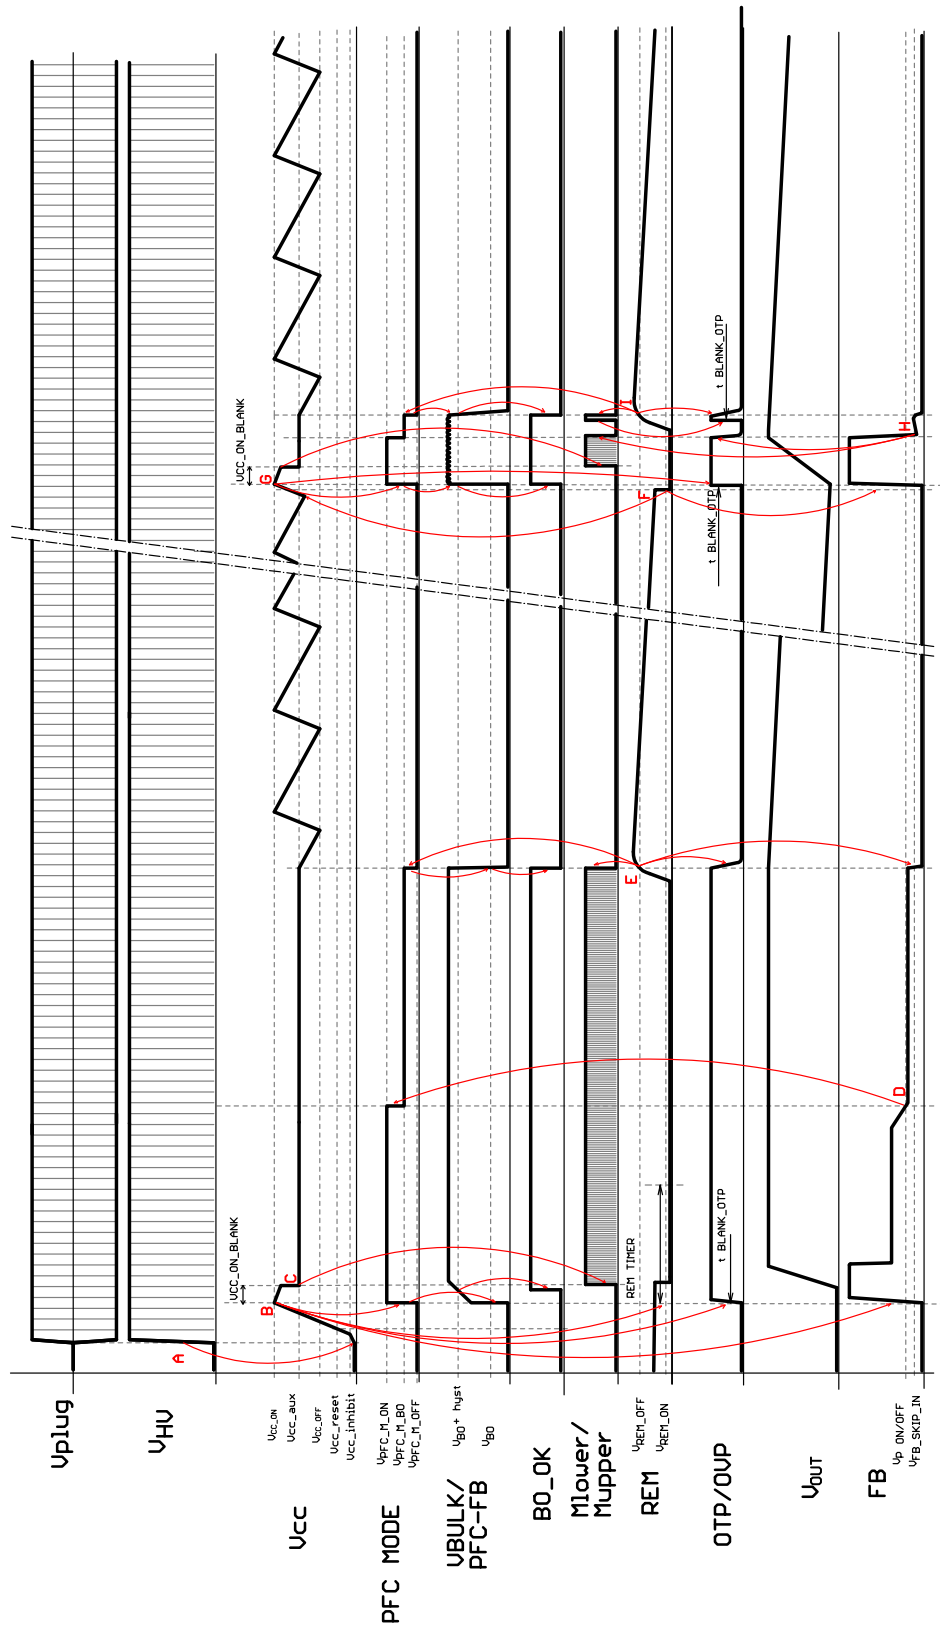 Vplug
VHV
Vcc
VCC_ON
Vcc_aux
VCC_OFF
Vcc_reset
Vcc_inhibit
PFC MODE
VPFC_M_ON
VPFC_M_BO
VPFC_M_OFF
VBULK/
PFC-FB
VBO+ hyst
VBO
BO_OK
Mlower/
Mupper
REM
VREM_OFF
VREM_ON
OTP/OVP
VOUT
FB
VP ON/OFF
VFB_SKIP_IN
A
B
C
VCC_ON_BLANK
REM TIMER
t BLANK_OTP
D
E
F
t BLANK_OTP
G
VCC_ON_BLANK
H
I
t BLANK_OTP